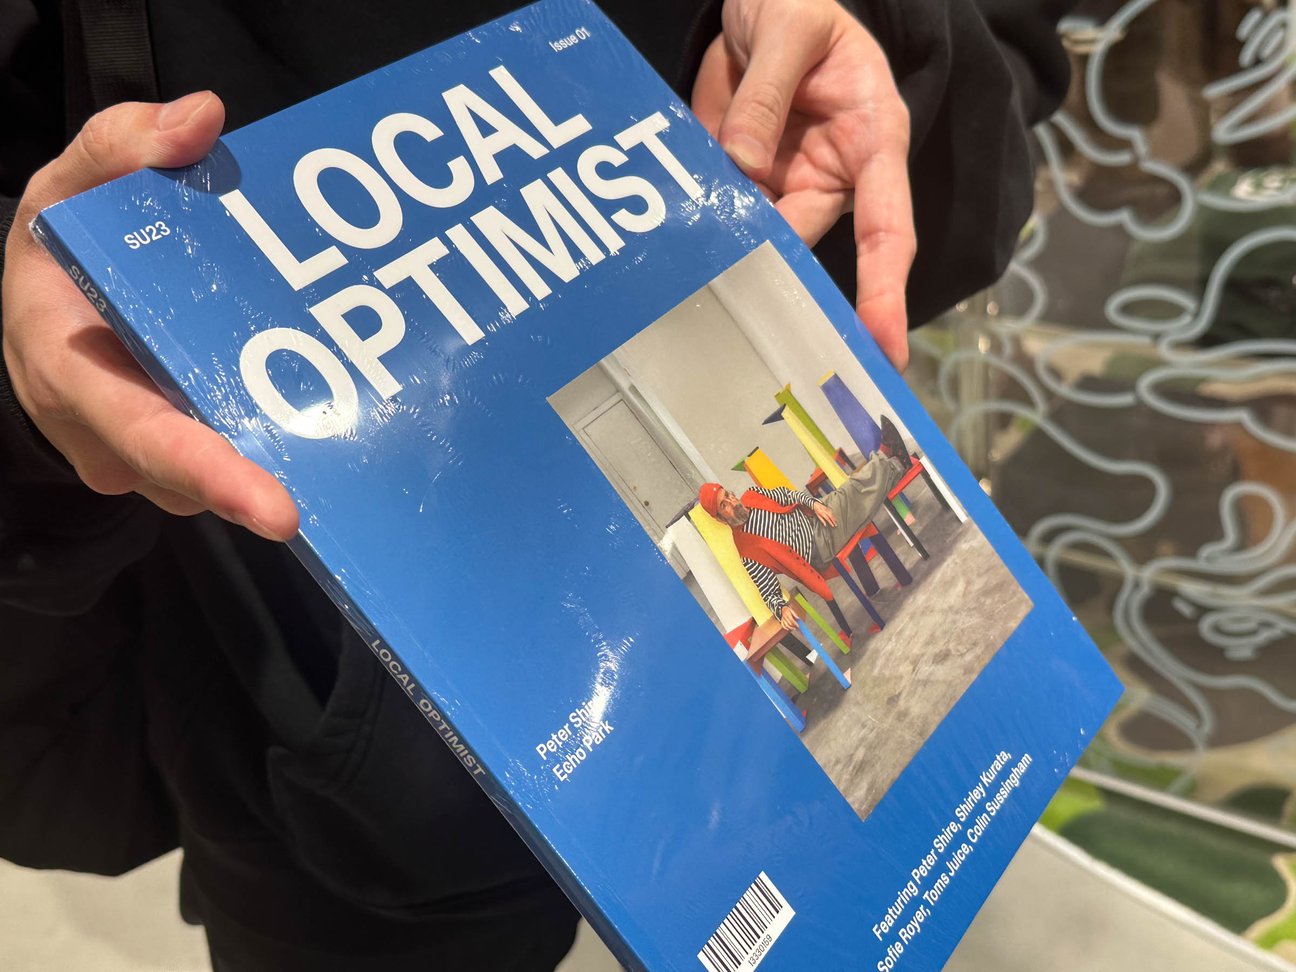 SU23
Issue 01
LOCAL
OPTIMIST
Peter Shire
Echo Park
Featuring Peter Shire, Shirley Kurata,
Sofie Royer, Toms Juice, Colin Sussingham
SU23
LOCAL OPTIMIST